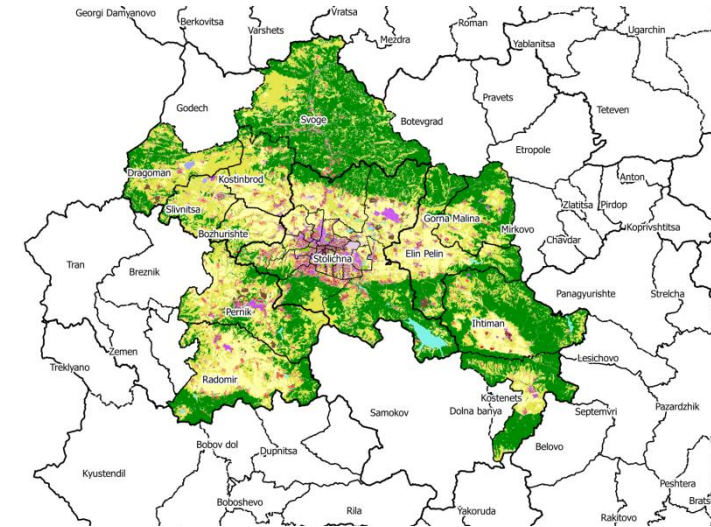 Georgi Damyanovo
Berkovitsa
Varshets
Vratsa
Mezdra
Roman
Yablanitsa
Ugarchin
Godech
Svoge
Botevgrad
Pravets
Teteven
Etropole
Dragoman
Kostinbrod
Slivnitsa
Bozhurishte
Stolichna
Gorna Malina
Elin Pelin
Mirkovo
Anton
Zlatitsa
Pirdop
Chavdar
Koprivshtitsa
Tran
Breznik
Pernik
Ihtiman
Panagyurishte
Strelcha
Zemen
Treklyano
Radomir
Lesichovo
Samokov
Kostenets
Dolna banya
Septemvri
Pazardzhik
Bobov dol
Dupnitsa
Belovo
Kyustendil
Boboshevo
Rila
Yakoruda
Rakitovo
Peshtera
Brats